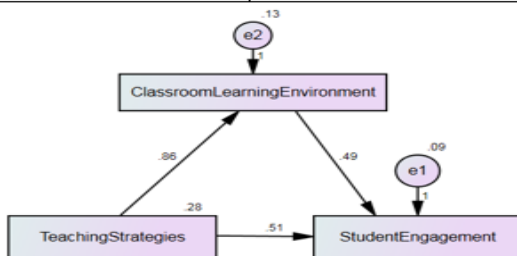 .13
e2
1
ClassroomLearningEnvironment
.86
.49
.09
e1
1
.28
TeachingStrategies
.51
StudentEngagement